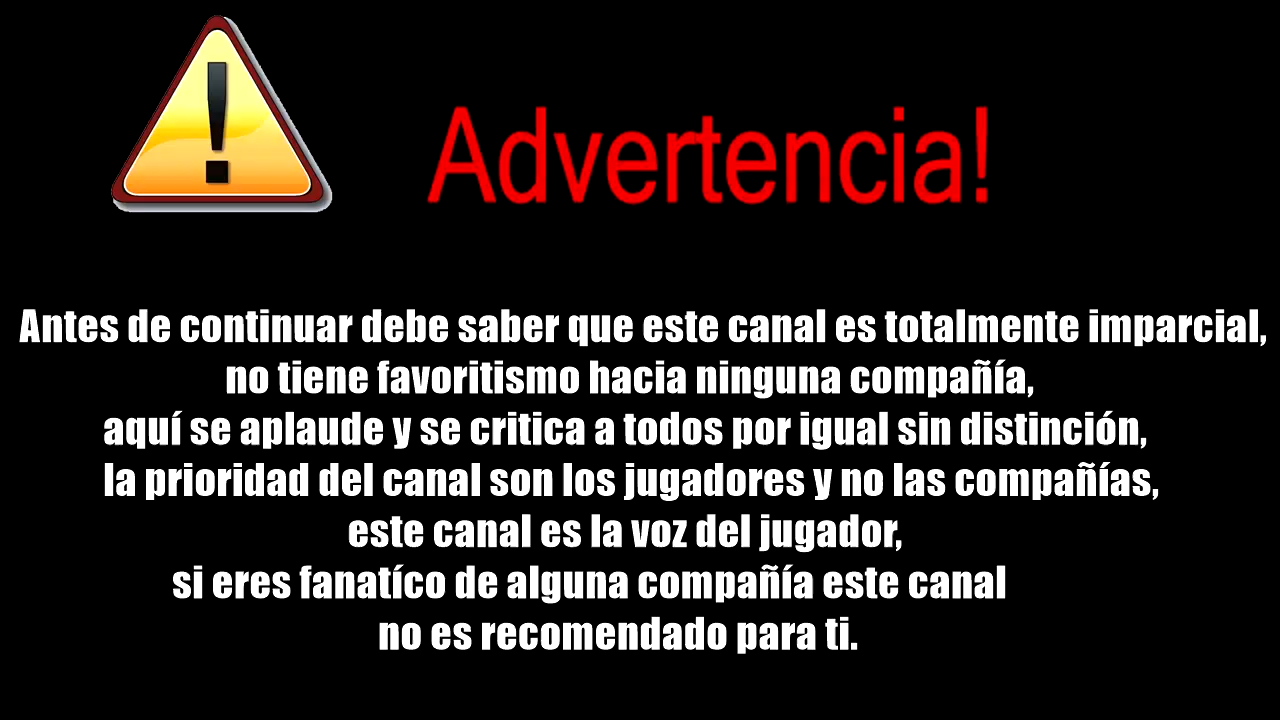 Advertencia!
Antes de continuar debe saber que este canal es totalmente imparcial,
no tiene favoritismo hacia ninguna compañía,
aquí se aplaude y se critica a todos por igual sin distinción,
la prioridad del canal son los jugadores y no las compañías,
este canal es la voz del jugador,
si eres fanatíco de alguna compañía este canal
no es recomendado para ti.